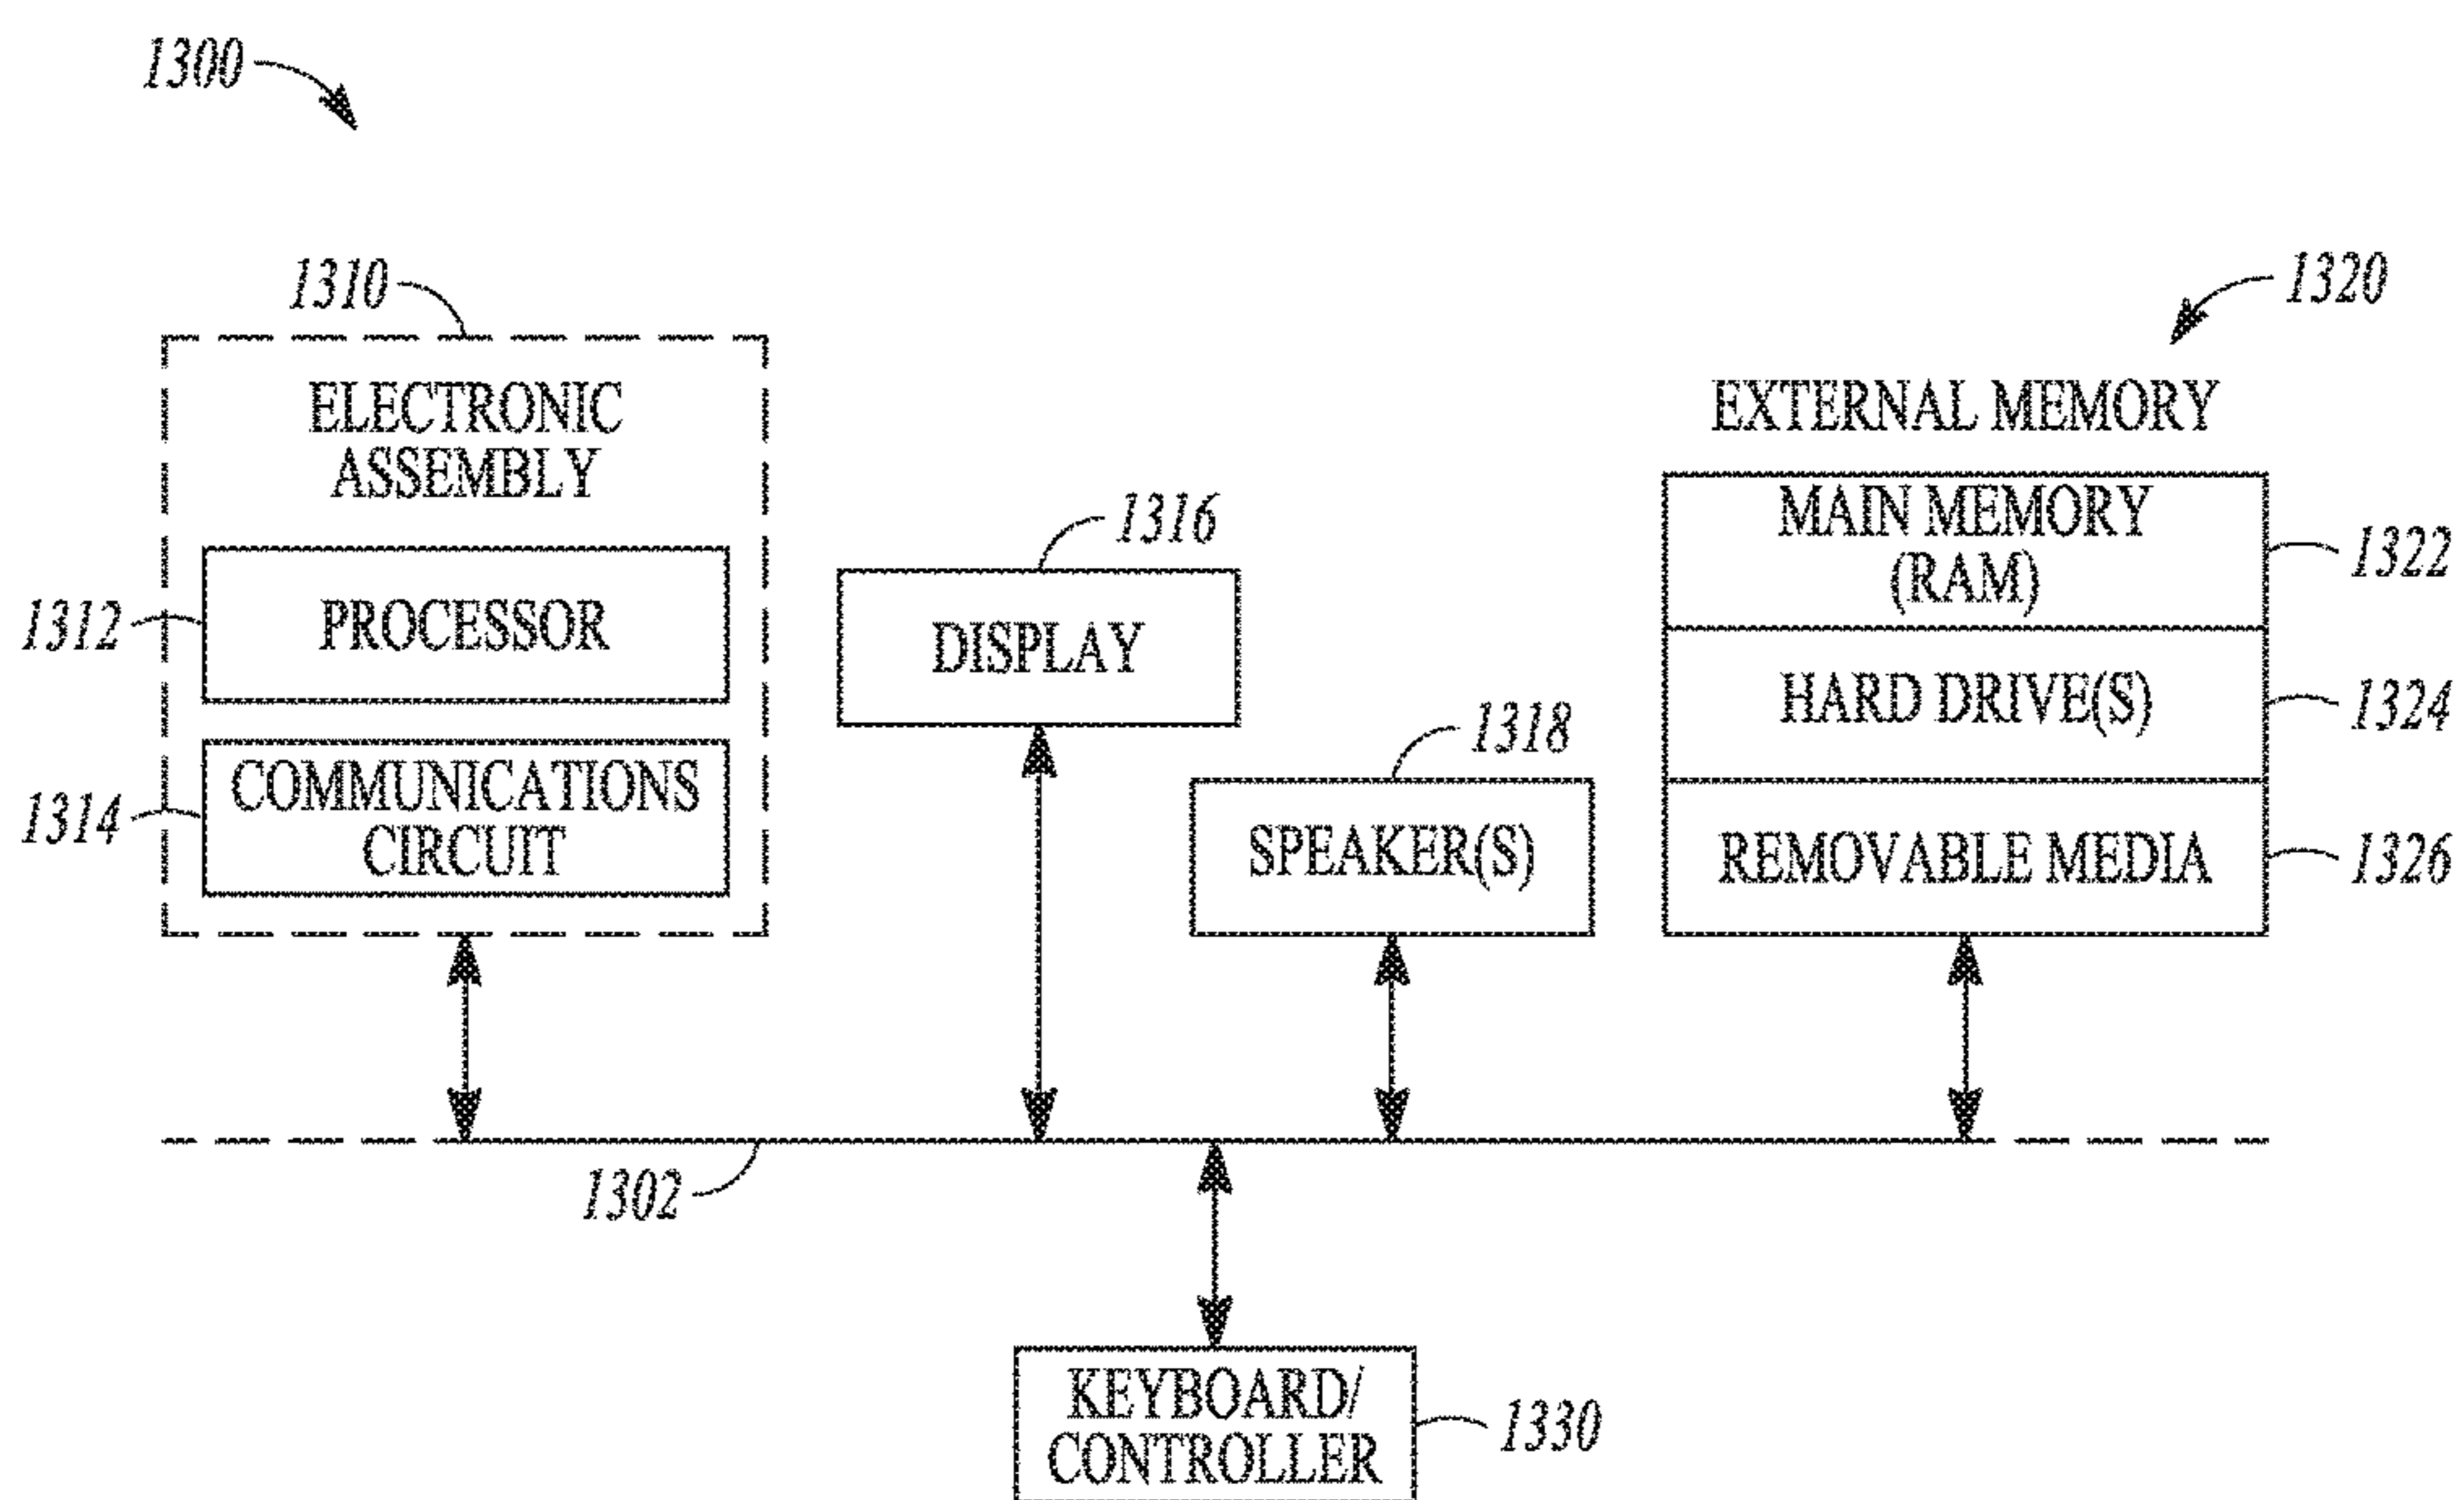 1300
1310
1320
ELECTRONIC
ASSEMBLY
EXTERNAL MEMORY
1316
MAIN MEMORY
(RAM)
1322
1312
PROCESSOR
DISPLAY
HARD DRIVE(S)
1324
1318
1314
COMMUNICATIONS
CIRCUIT
SPEAKER(S)
REMOVABLE MEDIA
1326
1302
KEYBOARD/
CONTROLLER
1330